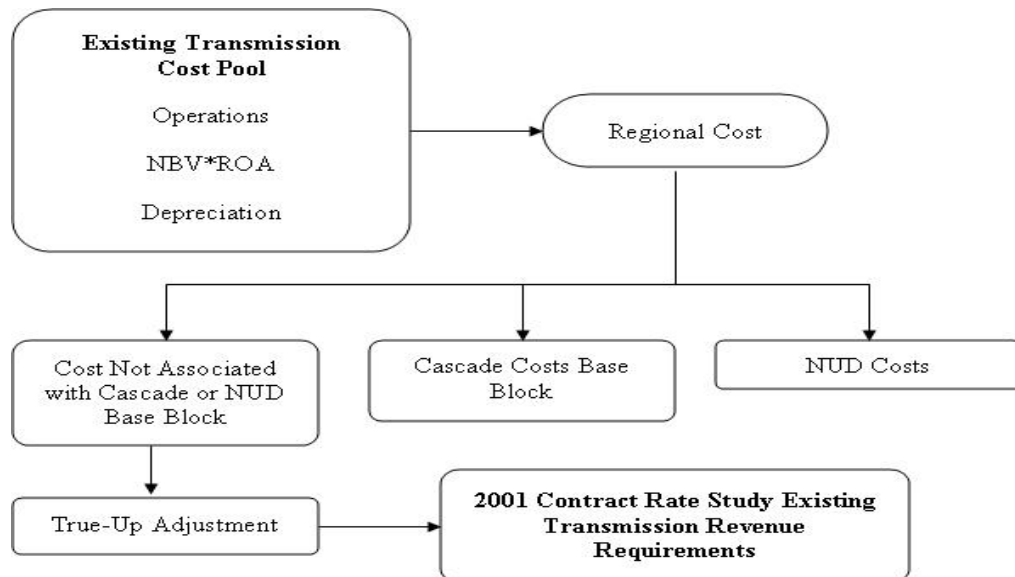 Existing Transmission
Cost Pool
Operations
NBV*ROA
Depreciation
Regional Cost
Cost Not Associated
with Cascade or NUD
Base Block
Cascade Costs Base
Block
NUD Costs
True-Up Adjustment
2001 Contract Rate Study Existing
Transmission Revenue
Requirements